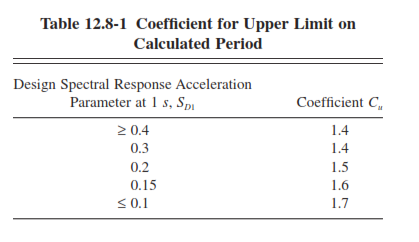 Table 12.8-1 Coefficient for Upper Limit on
Calculated Period
Design Spectral Response Acceleration
Parameter at 1 s, S_D1 Coefficient C_u
≥ 0.4 1.4
0.3 1.4
0.2 1.5
0.15 1.6
≤ 0.1 1.7